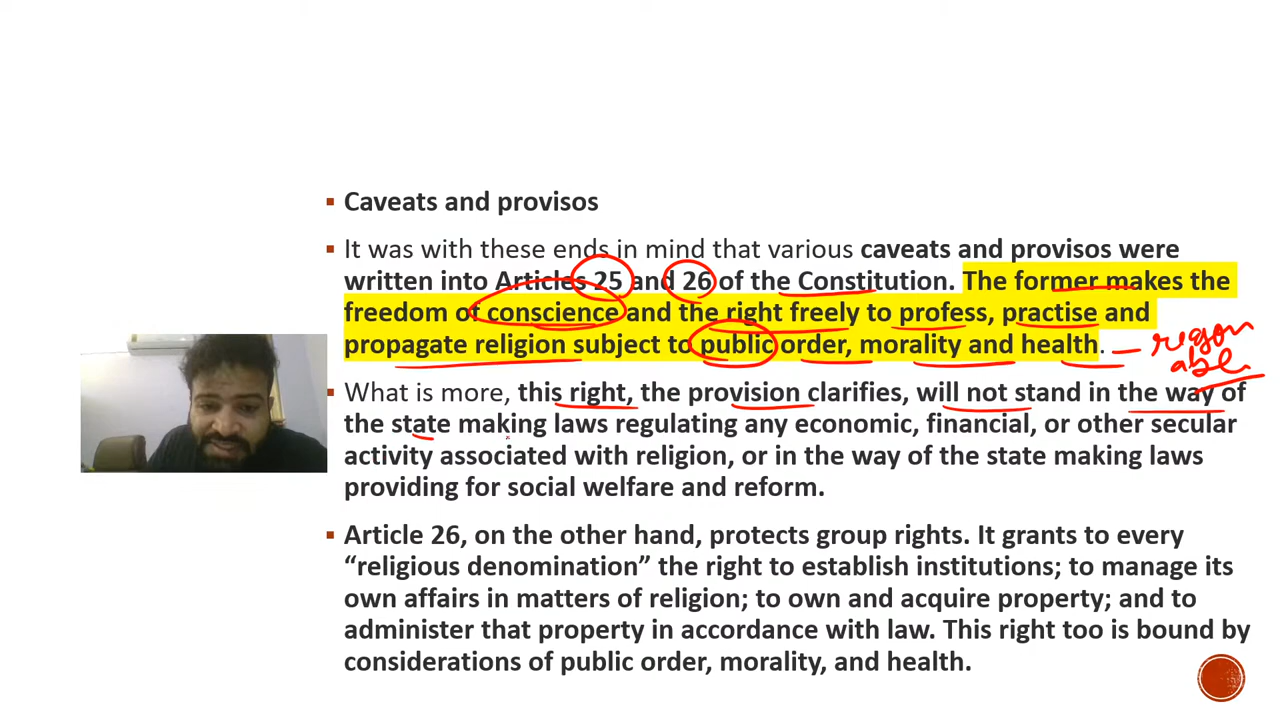 Caveats and provisos
It was with these ends in mind that various caveats and provisos were
written into Articles 25 and 26 of the Constitution. The former makes the
freedom of conscience and the right freely to profess, practise and
propagate religion subject to public order, morality and health.
reason
able
What is more, this right, the provision clarifies, will not stand in the way of
the state making laws regulating any economic, financial, or other secular
activity associated with religion, or in the way of the state making laws
providing for social welfare and reform.
Article 26, on the other hand, protects group rights. It grants to every
“religious denomination” the right to establish institutions; to manage its
own affairs in matters of religion; to own and acquire property; and to
administer that property in accordance with law. This right too is bound by
considerations of public order, morality, and health.